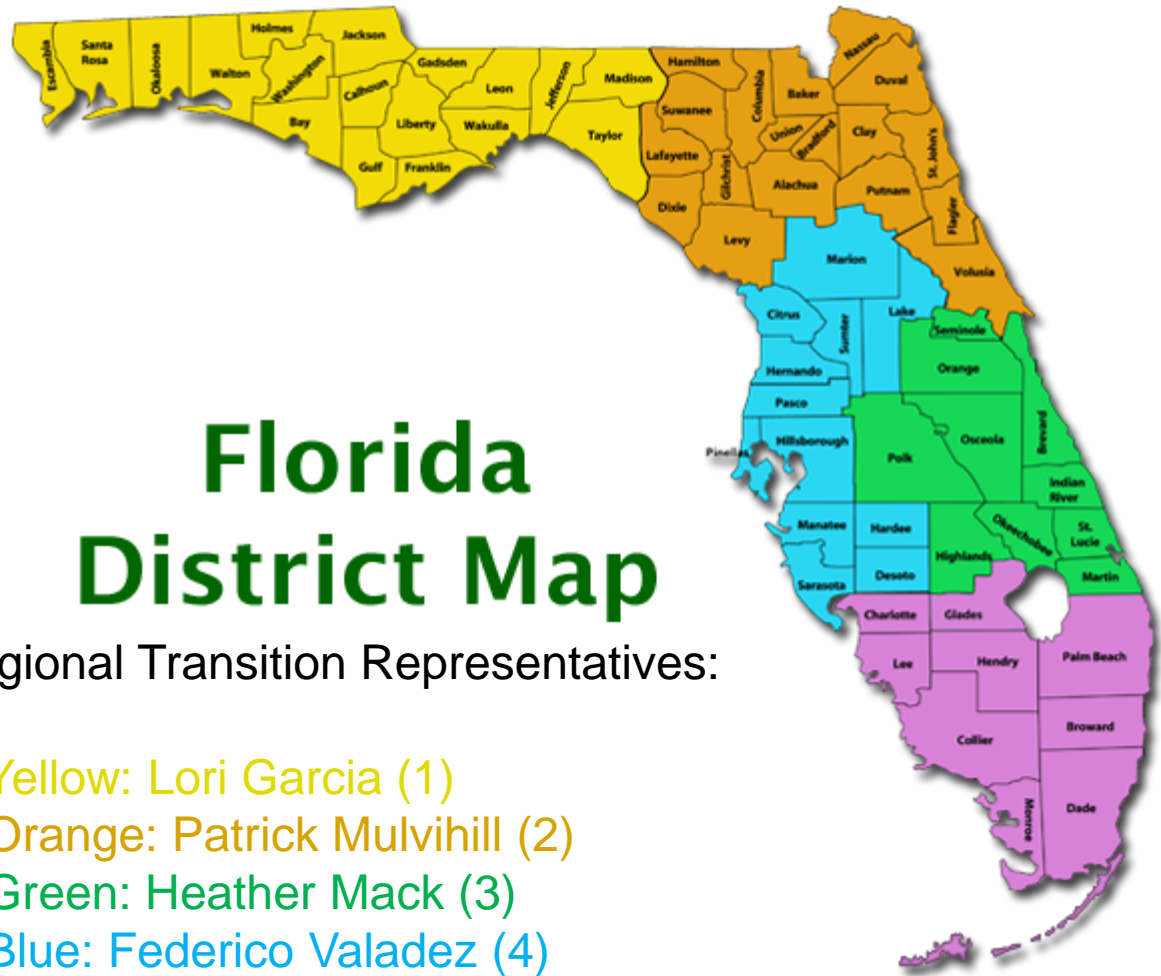 Holmes
Jackson
Escambia
Santa
Rosa
Okaloosa
Walton
Washington
Gadsden
Calhoun
Leon
Jefferson
Madison
Bay
Liberty
Wakulla
Taylor
Gulf
Franklin
Hamilton
Nassau
Columbia
Baker
Duval
Suwanee
Union
Bradford
Clay
St. John's
Lafayette
Gilchrist
Alachua
Putnam
Dixie
Flagler
Levy
Marion
Volusia
Citrus
Sumter
Lake
Seminole
Hernando
Orange
Pasco
Pinellas
Hillsborough
Polk
Osceola
Brevard
Indian
River
Manatee
Hardee
Okeechobee
St.
Lucie
Highlands
Sarasota
Desoto
Martin
Charlotte
Glades
Lee
Hendry
Palm Beach
Collier
Broward
Monroe
Dade
Florida
District Map
gional Transition Representatives:
Yellow: Lori Garcia (1)
Orange: Patrick Mulvihill (2)
Green: Heather Mack (3)
Blue: Federico Valadez (4)